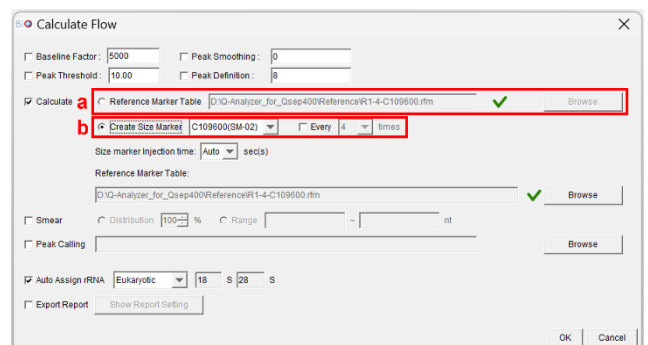 BiO Calculate Flow
Baseline Factor: 5000 Peak Smoothing: 0
Peak Threshold: 10.00 Peak Definition: 8
Calculate a Reference Marker Table D:\Q-Analyzer_for_Qsep400\Reference\R1-4-C109600.rfm Browse
b Create Size Marker C109600(SM-02) Every 4 times
Size marker Injection time: Auto sec(s)
Reference Marker Table:
D:\Q-Analyzer_for_Qsep400\Reference\R1-4-C109600.rfm Browse
Smear Distribution 100 % Range ~ nt
Peak Calling Browse
Auto Assign rRNA Eukaryotic 18 S 28 S
Export Report Show Report Setting
OK Cancel